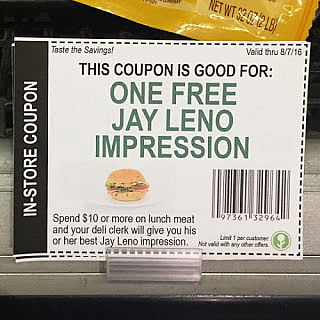 NET WT 32 OZ (2 LB)
Taste the Savings!
Valid thru 8/7/16
IN-STORE COUPON
THIS COUPON IS GOOD FOR:
ONE FREE
JAY LENO
IMPRESSION
97361 32964
Spend $10 or more on lunch meat
and your deli clerk will give you his
or her best Jay Leno impression.
Limit 1 per customer.
Not valid with any other offers.